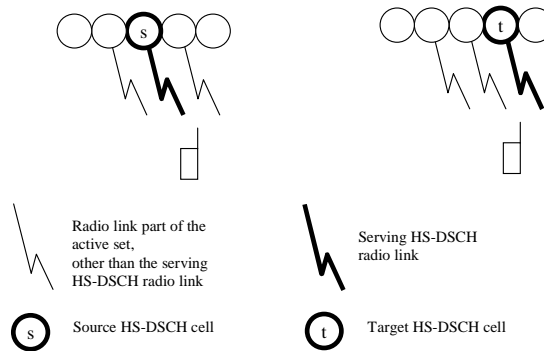 s
t
Radio link part of the
active set,
other than the serving
HS-DSCH radio link
Serving HS-DSCH
radio link
s
Source HS-DSCH cell
t
Target HS-DSCH cell